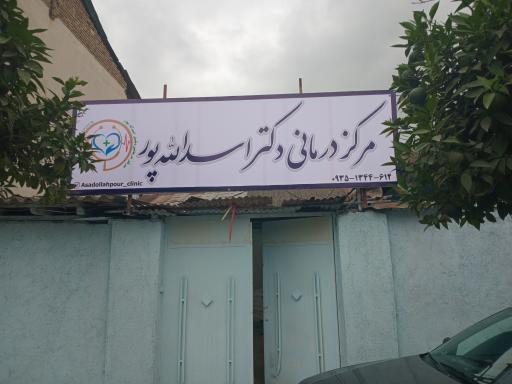 مرکز درمانی دکتر اسدالله پور
۰۹۳۵-۱۳۴۴-۶۱۲
Asadollahpour_clinic